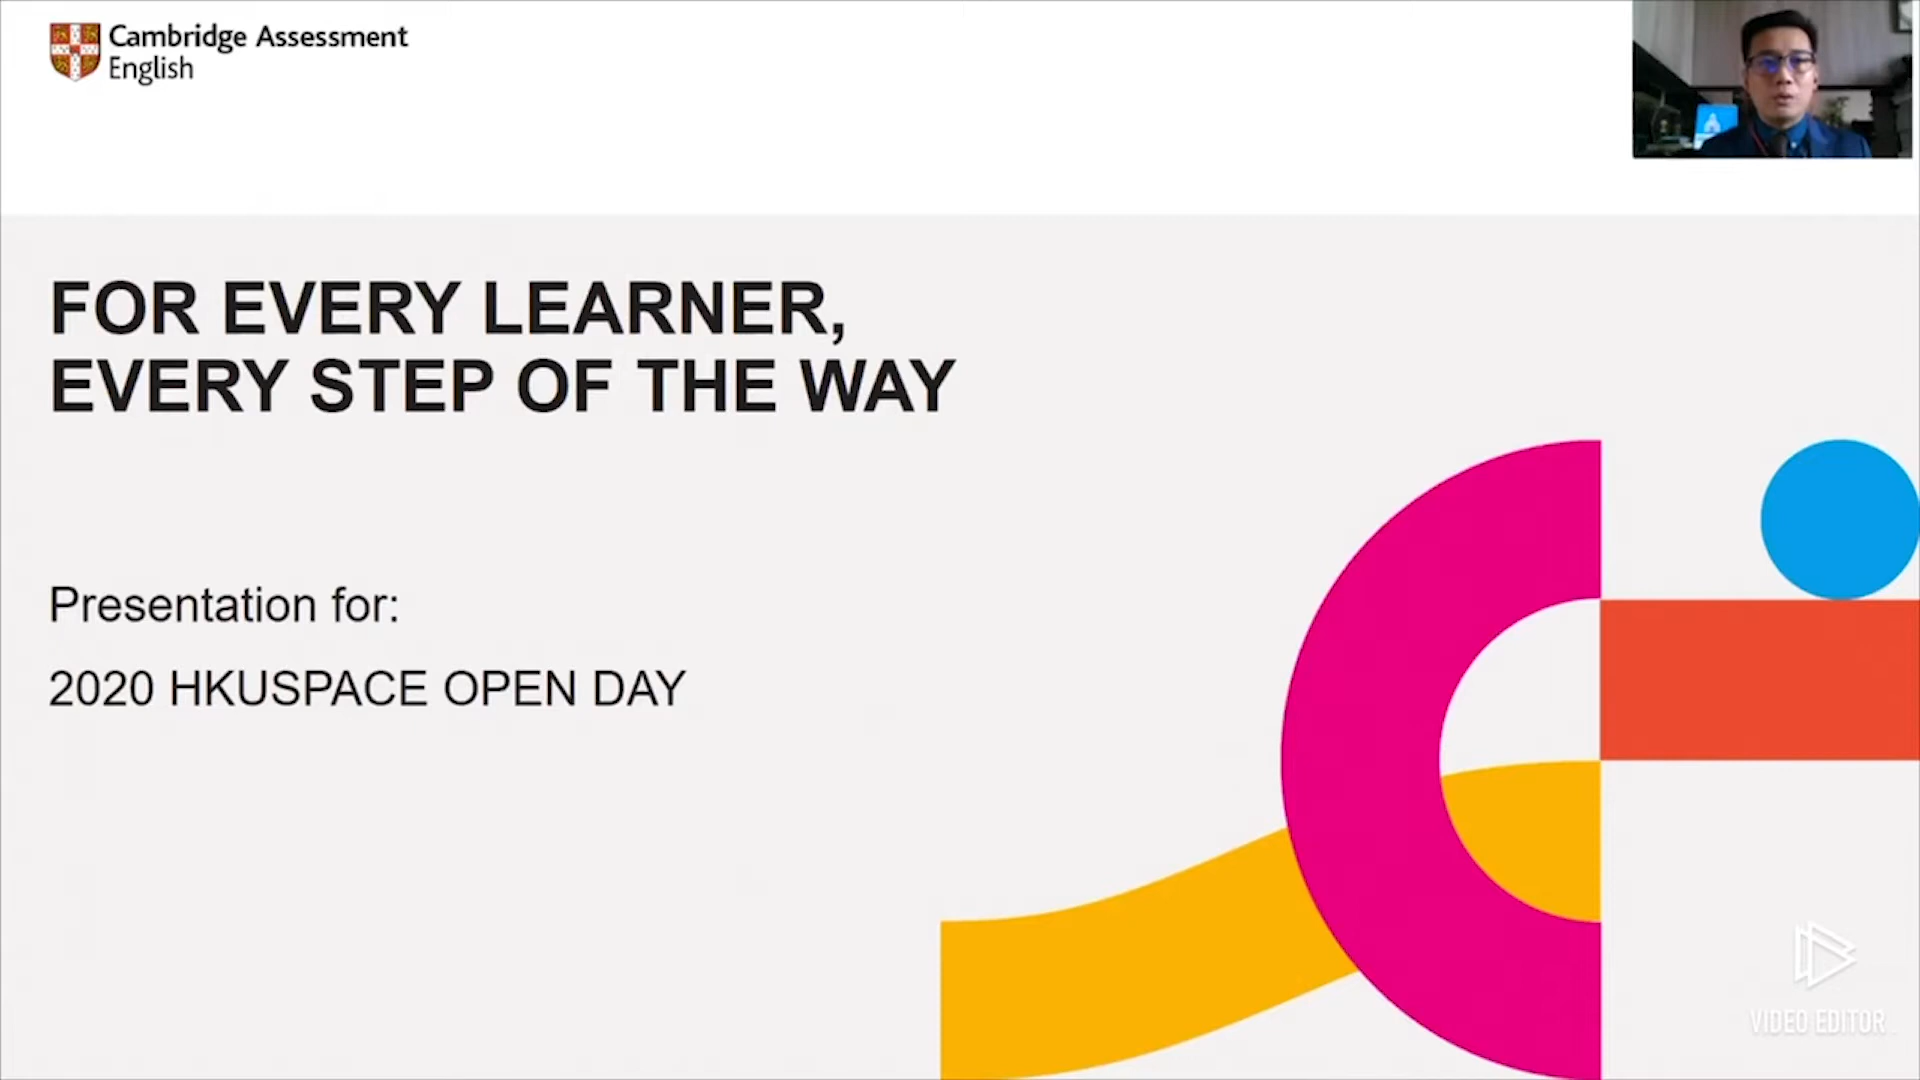 Cambridge Assessment
English
FOR EVERY LEARNER,
EVERY STEP OF THE WAY
Presentation for:
2020 HKUSPACE OPEN DAY
VIDEO EDITOR